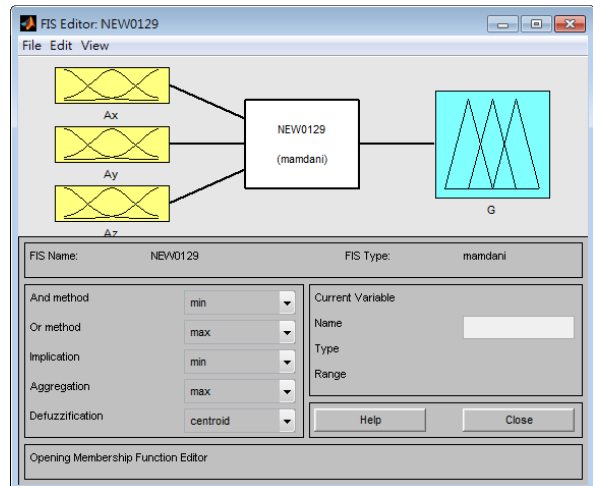 FIS Editor: NEW0129
File Edit View
Ax
Ay
Az
NEW0129
(mamdani)
G
FIS Name: NEW0129 FIS Type: mamdani
And method min
Or method max
Implication min
Aggregation max
Defuzzification centroid
Current Variable
Name
Type
Range
Help Close
Opening Membership Function Editor